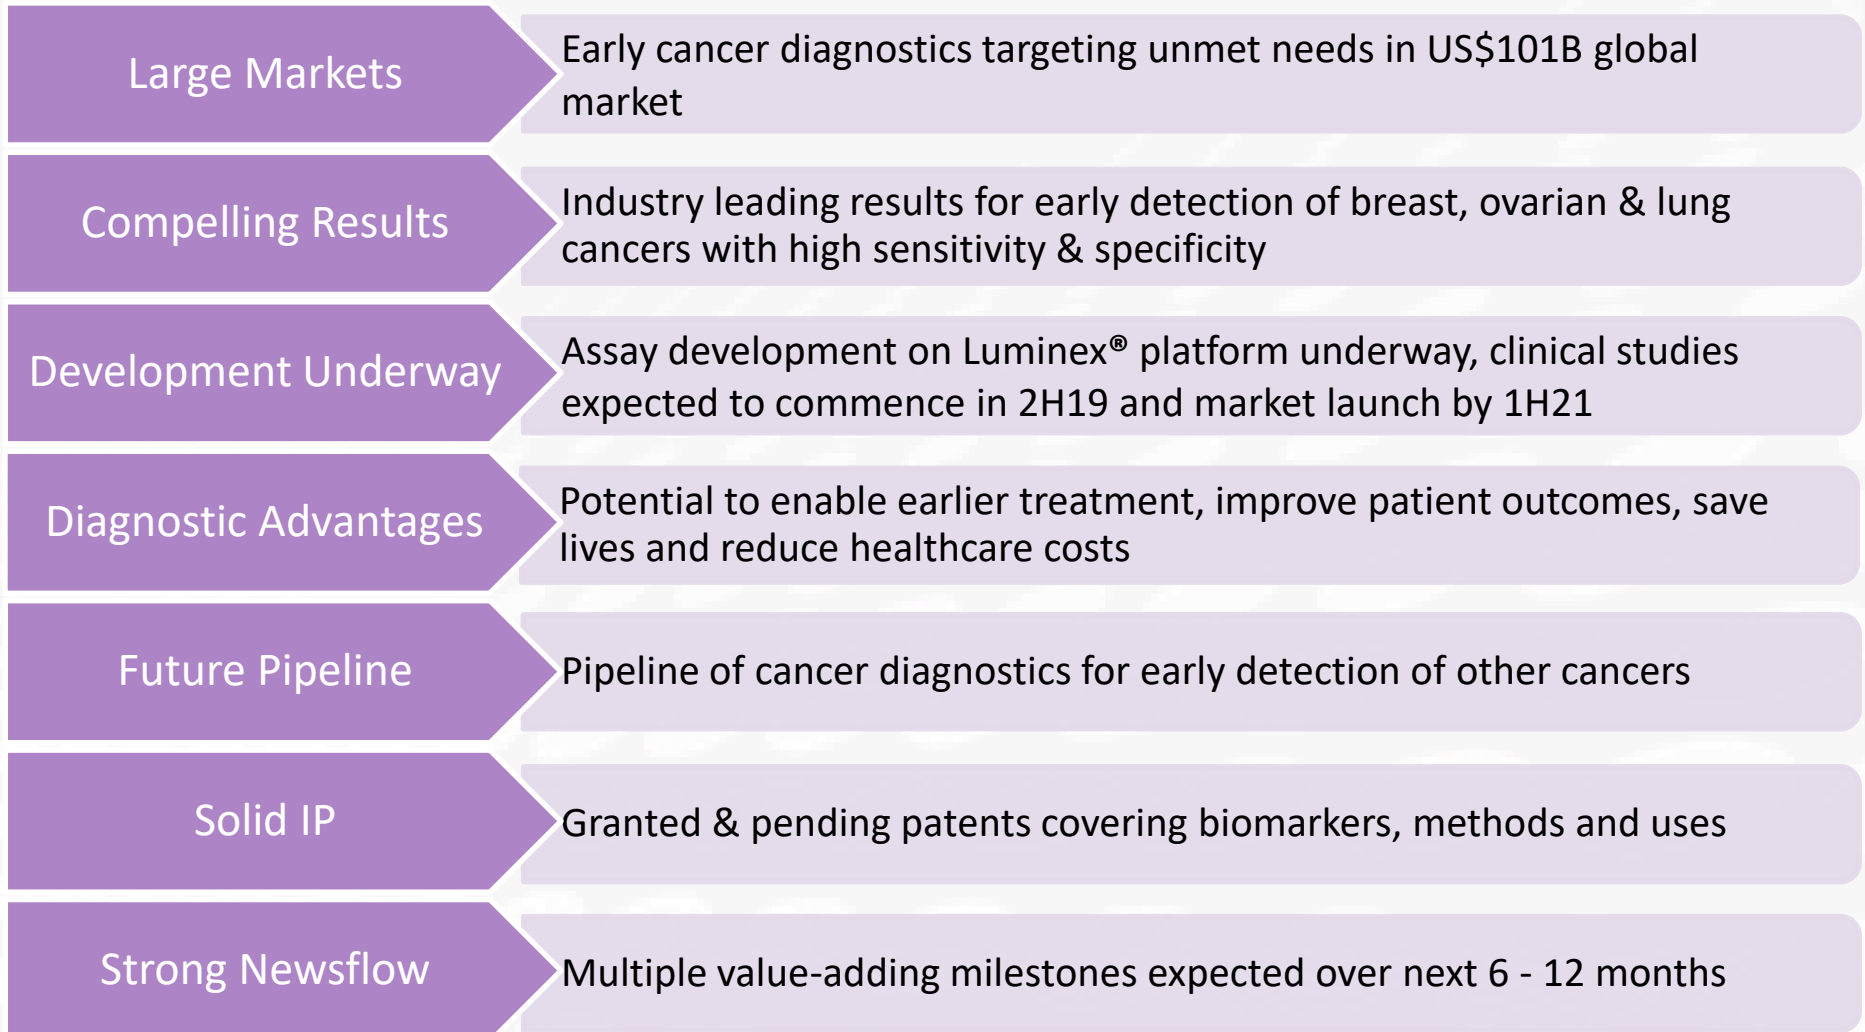 Large Markets
Early cancer diagnostics targeting unmet needs in US$101B global
market
Compelling Results
Industry leading results for early detection of breast, ovarian & lung
cancers with high sensitivity & specificity
Development Underway
Assay development on Luminex® platform underway, clinical studies
expected to commence in 2H19 and market launch by 1H21
Diagnostic Advantages
Potential to enable earlier treatment, improve patient outcomes, save
lives and reduce healthcare costs
Future Pipeline
Pipeline of cancer diagnostics for early detection of other cancers
Solid IP
Granted & pending patents covering biomarkers, methods and uses
Strong Newsflow
Multiple value-adding milestones expected over next 6 - 12 months